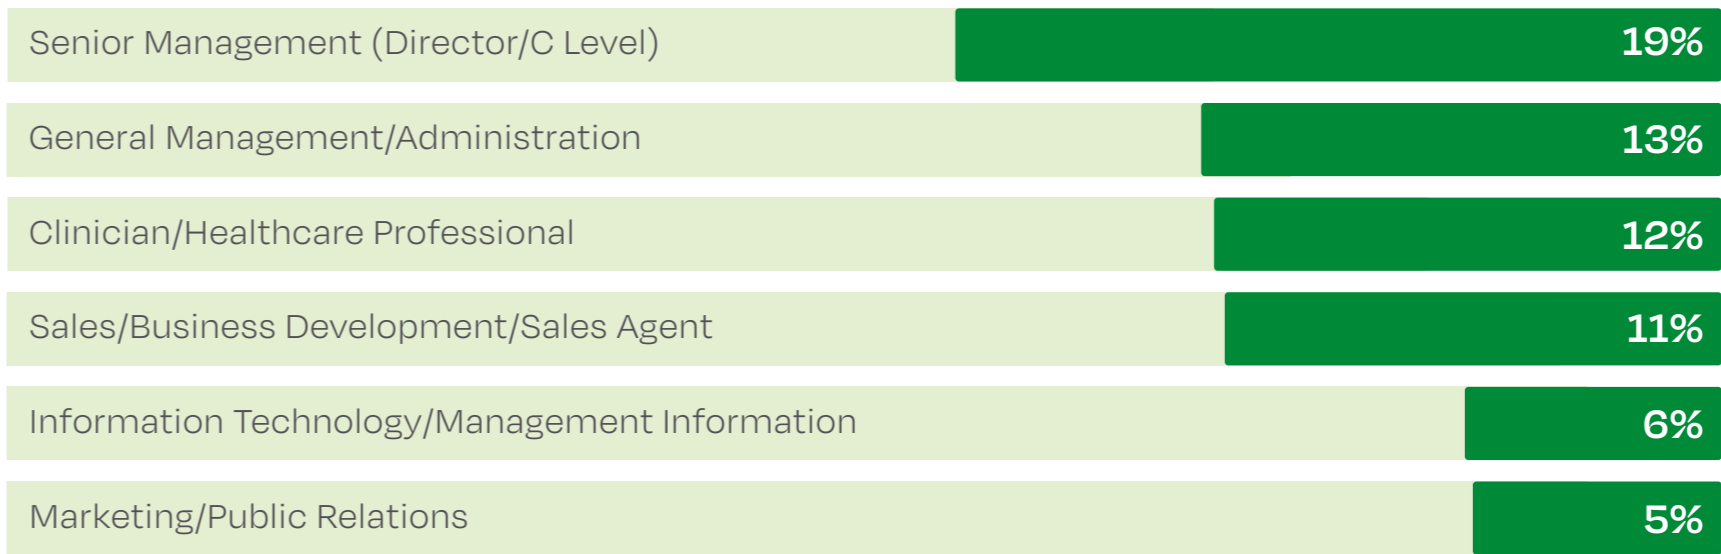 Senior Management (Director/C Level) 19%
General Management/Administration 13%
Clinician/Healthcare Professional 12%
Sales/Business Development/Sales Agent 11%
Information Technology/Management Information 6%
Marketing/Public Relations 5%